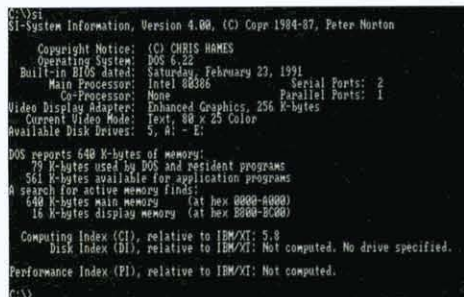 C:\>si
SI-System Information, Version 4.00, (C) Copr 1984-87, Peter Norton
Copyright Notice: (C) CHRIS HAMES
Operating System: DOS 6.22
Built-in BIOS dated: Saturday, February 23, 1991
Main Processor: Intel 80386 Serial Ports: 2
Co-Processor: None Parallel Ports: 1
Video Display Adapter: Enhanced Graphics, 256 K-bytes
Current Video Mode: Text, 80 x 25 Color
Available Disk Drives: 5, A: - E:
DOS reports 640 K-bytes of memory:
79 K-bytes used by DOS and resident programs
561 K-bytes available for application programs
A search for active memory finds:
640 K-bytes main memory (at hex 0000-A000)
16 K-bytes display memory (at hex B800-BC00)
Computing Index (CI), relative to IBM/XT: 5.8
Disk Index (DI), relative to IBM/XT: Not computed. No drive specified.
Performance Index (PI), relative to IBM/XT: Not computed.
C:\>